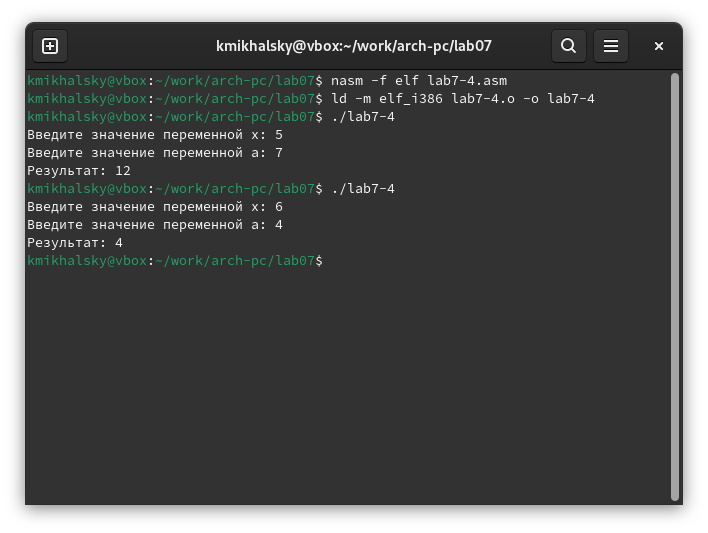 kmikhalsky@vbox:~/work/arch-pc/lab07
kmikhalsky@vbox:~/work/arch-pc/lab07$ nasm -f elf lab7-4.asm
kmikhalsky@vbox:~/work/arch-pc/lab07$ ld -m elf_i386 lab7-4.o -o lab7-4
kmikhalsky@vbox:~/work/arch-pc/lab07$ ./lab7-4
Введите значение переменной x: 5
Введите значение переменной a: 7
Результат: 12
kmikhalsky@vbox:~/work/arch-pc/lab07$ ./lab7-4
Введите значение переменной x: 6
Введите значение переменной a: 4
Результат: 4
kmikhalsky@vbox:~/work/arch-pc/lab07$